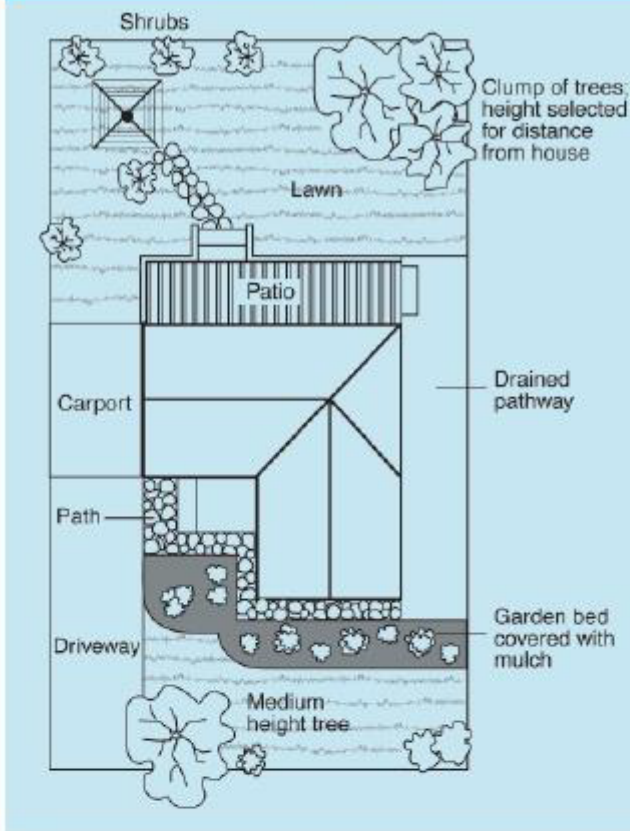 Shrubs
Clump of trees;
height selected
for distance
from house
Lawn
Patio
Carport
Drained
pathway
Path
Driveway
Garden bed
covered with
mulch
Medium
height tree